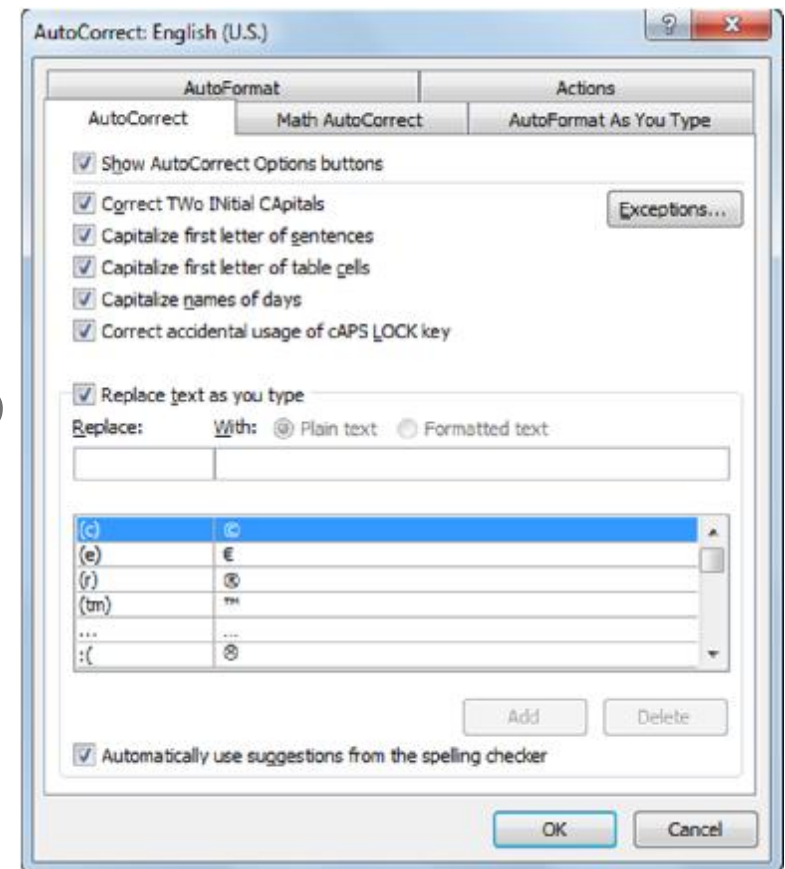 AutoCorrect: English (U.S.)
AutoFormat Actions
AutoCorrect Math AutoCorrect AutoFormat As You Type
Show AutoCorrect Options buttons
Correct TWo INitial CApitals Exceptions...
Capitalize first letter of sentences
Capitalize first letter of table cells
Capitalize names of days
Correct accidental usage of cAPS LOCK key
Replace text as you type
Replace: With: Plain text Formatted text
(c) ©
(e) €
(r) ®
(tm) ™
... ...
:( ☹
Add Delete
Automatically use suggestions from the spelling checker
OK Cancel